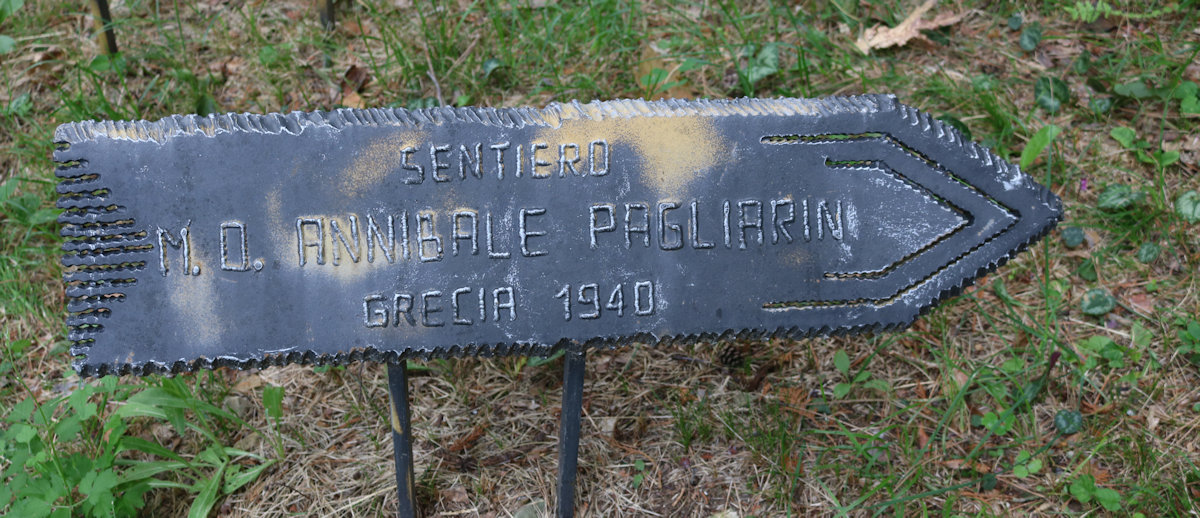 SENTIERO
M. O. ANNIBALE PAGLIARIN
GRECIA 1940